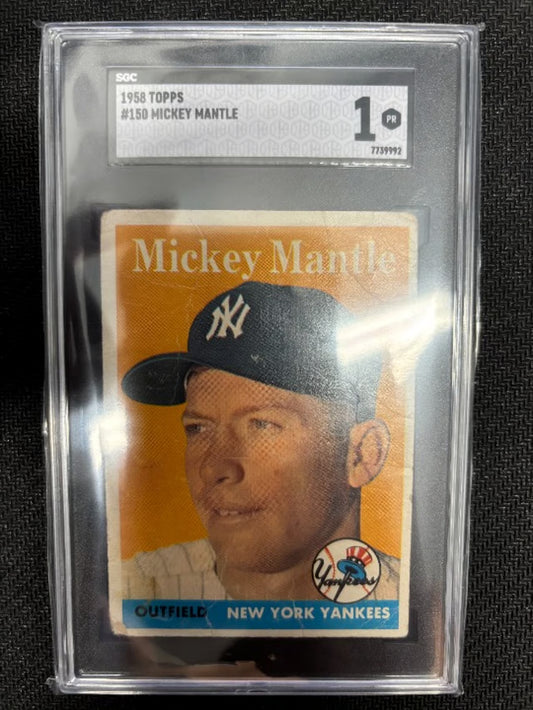 SGC
1958 TOPPS
#150 MICKEY MANTLE
1 PR
7739992
Mickey Mantle
NY
Yankees
OUTFIELD NEW YORK YANKEES